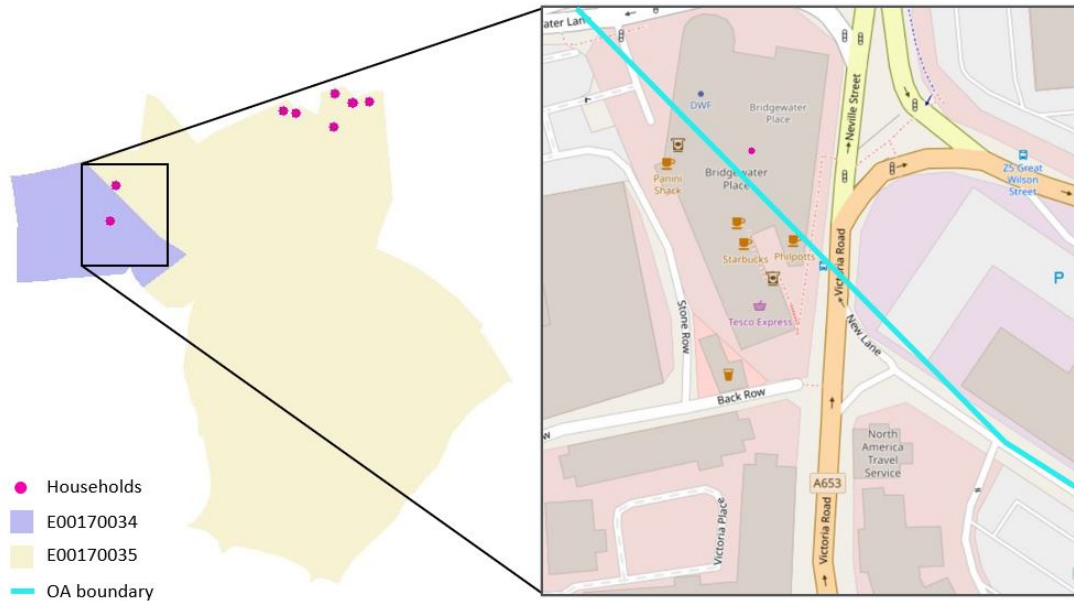 Households
E00170034
E00170035
OA boundary
ater Lane
DWF
Bridgewater
Place
Bridgewater
Place
Panini
Shack
Starbucks
Philpotts
Tesco Express
Neville Street
ZS Great
Wilson
Street
P
Victoria Road
New Lane
Stone Row
Back Row
w
North
America
Travel
Service
A653
Victoria Place
Victoria Road